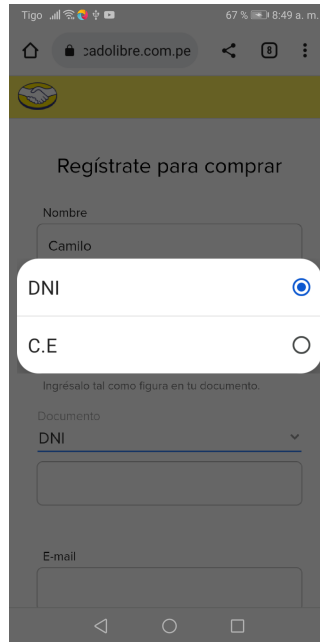 Tigo 67 % 8:49 a. m.
cadolibre.com.pe 8
Regístrate para comprar
Nombre
Camilo
DNI
C.E
Ingrésalo tal como figura en tu documento.
Documento
DNI
E-mail